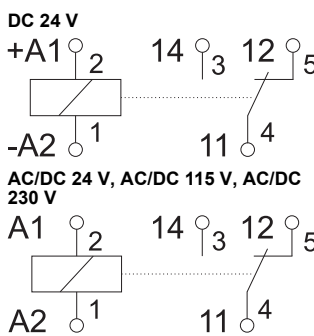 DC 24 V
+A1 14 12
2 3 5
1 4
-A2 11
AC/DC 24 V, AC/DC 115 V, AC/DC
230 V
A1 14 12
2 3 5
1 4
A2 11